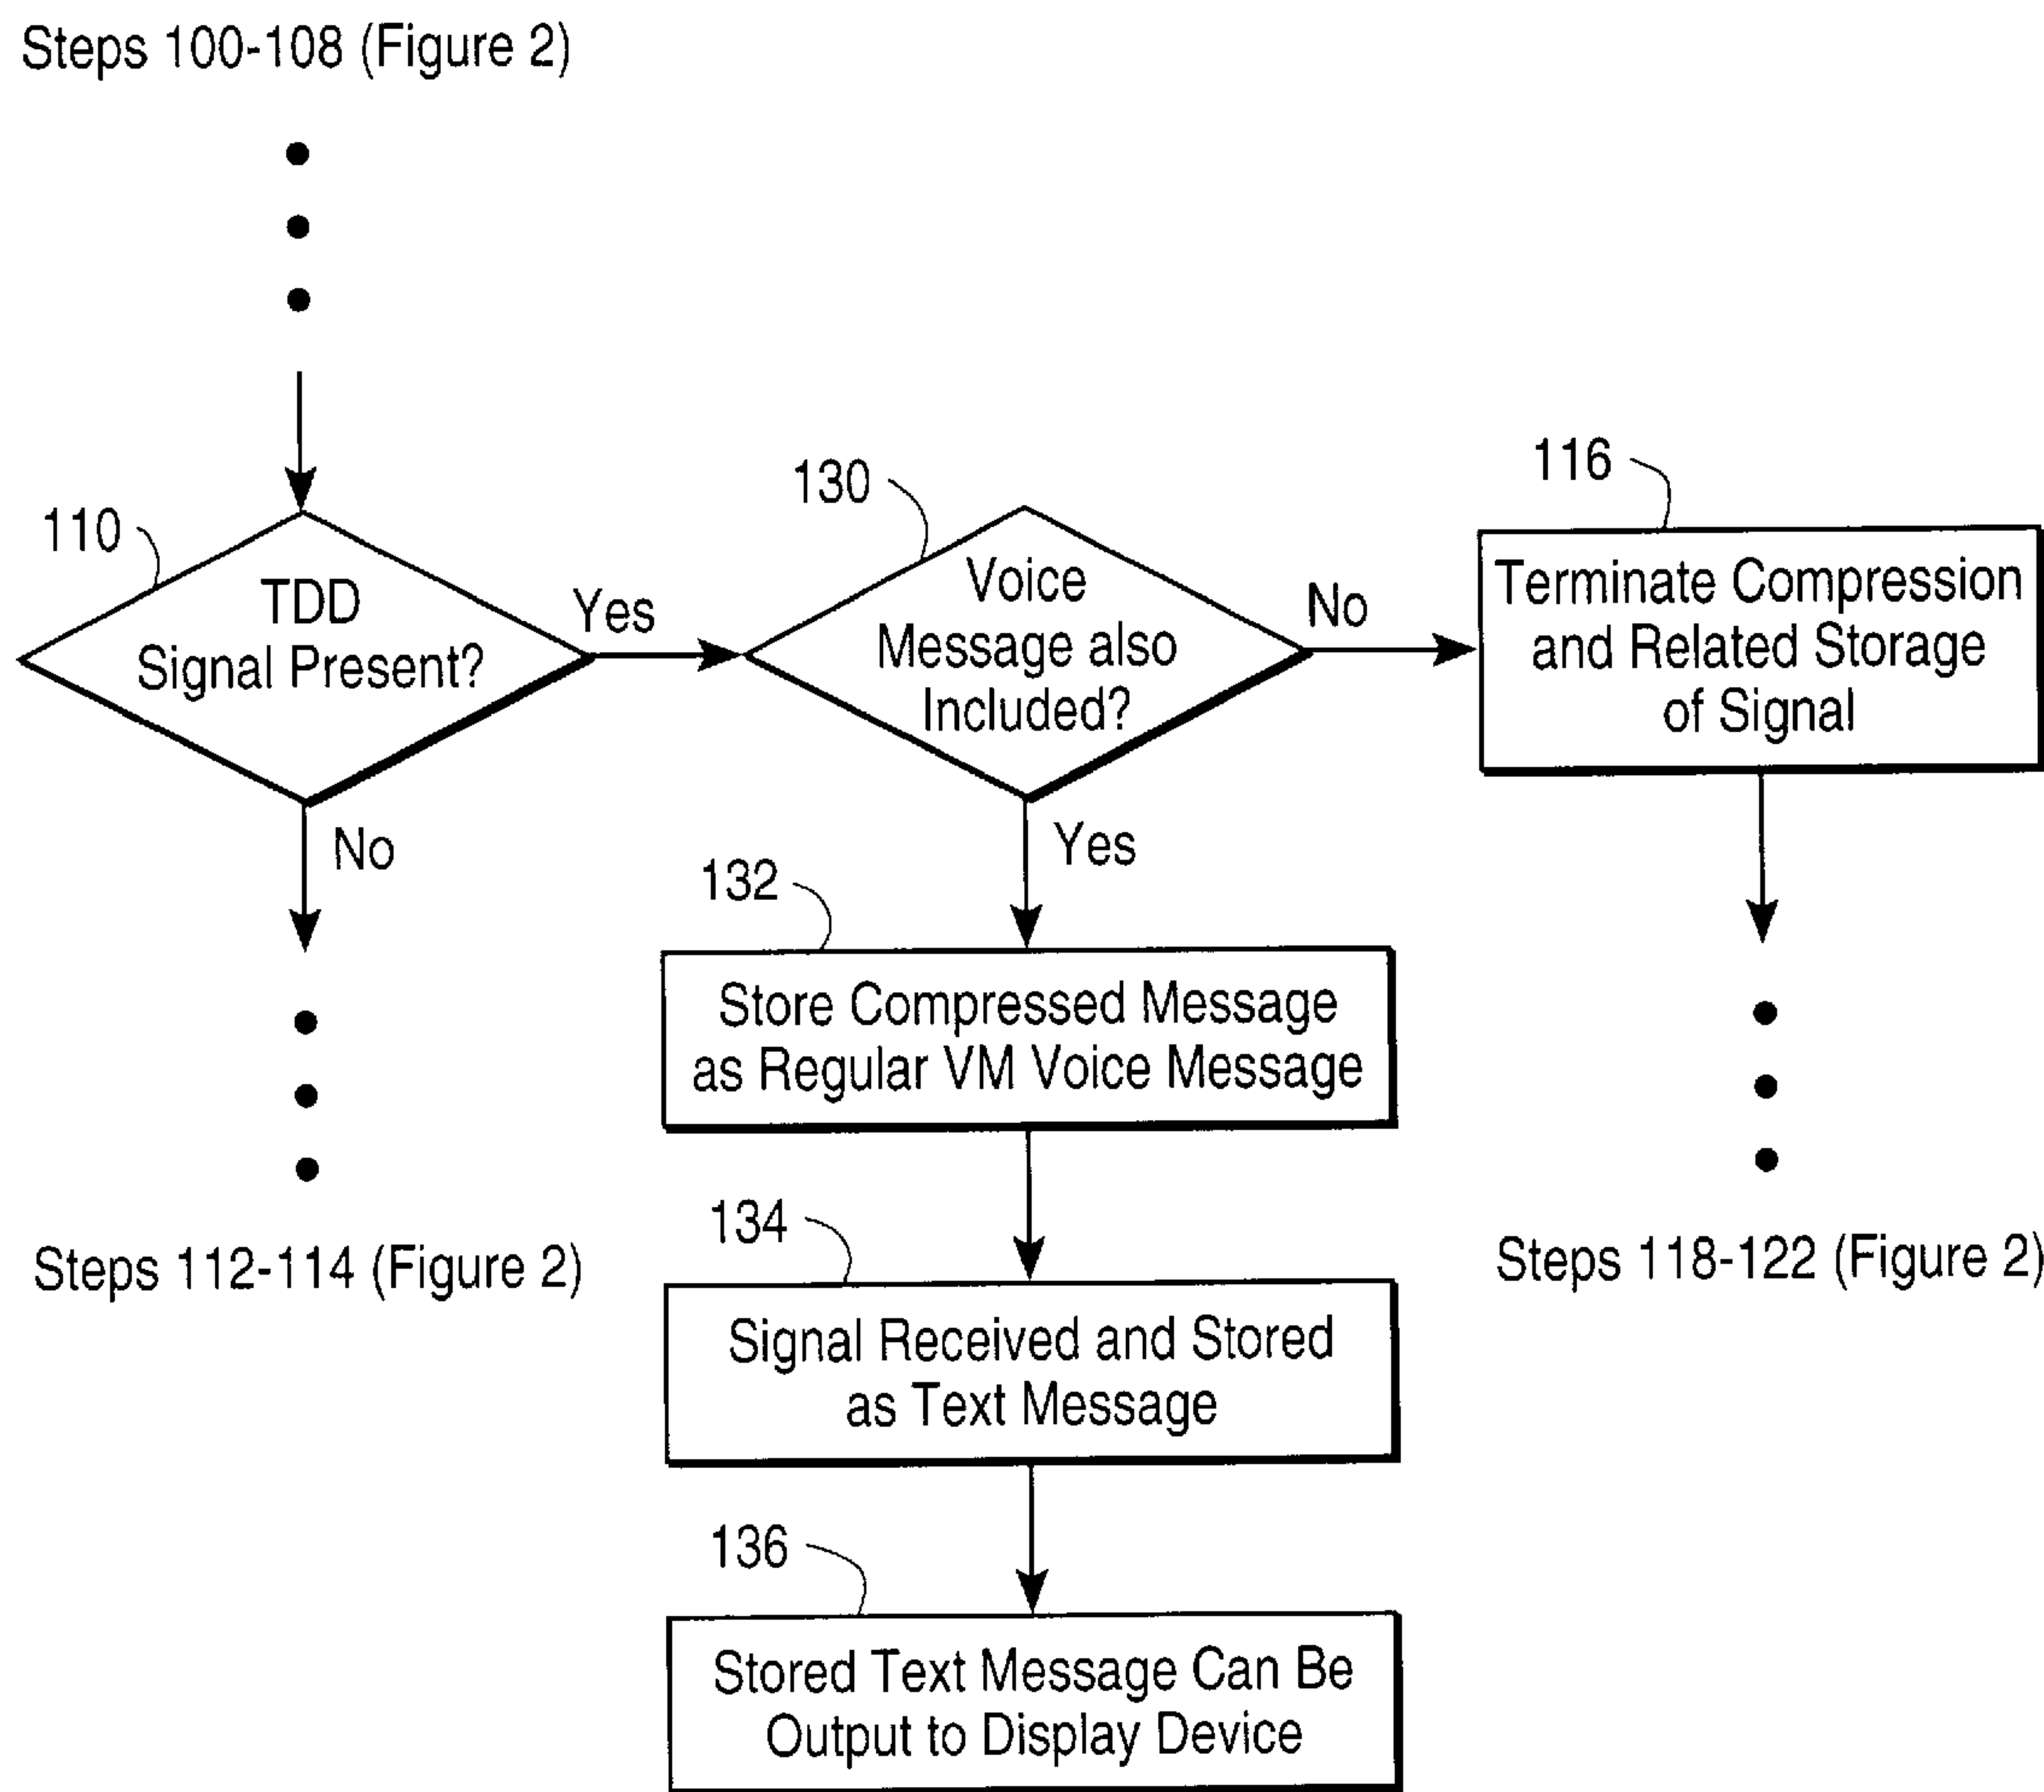 Steps 100-108 (Figure 2)
110
TDD
Signal Present?
Yes
No
Steps 112-114 (Figure 2)
130
Voice
Message also
Included?
No
Yes
116
Terminate Compression
and Related Storage
of Signal
Steps 118-122 (Figure 2)
132
Store Compressed Message
as Regular VM Voice Message
134
Signal Received and Stored
as Text Message
136
Stored Text Message Can Be
Output to Display Device